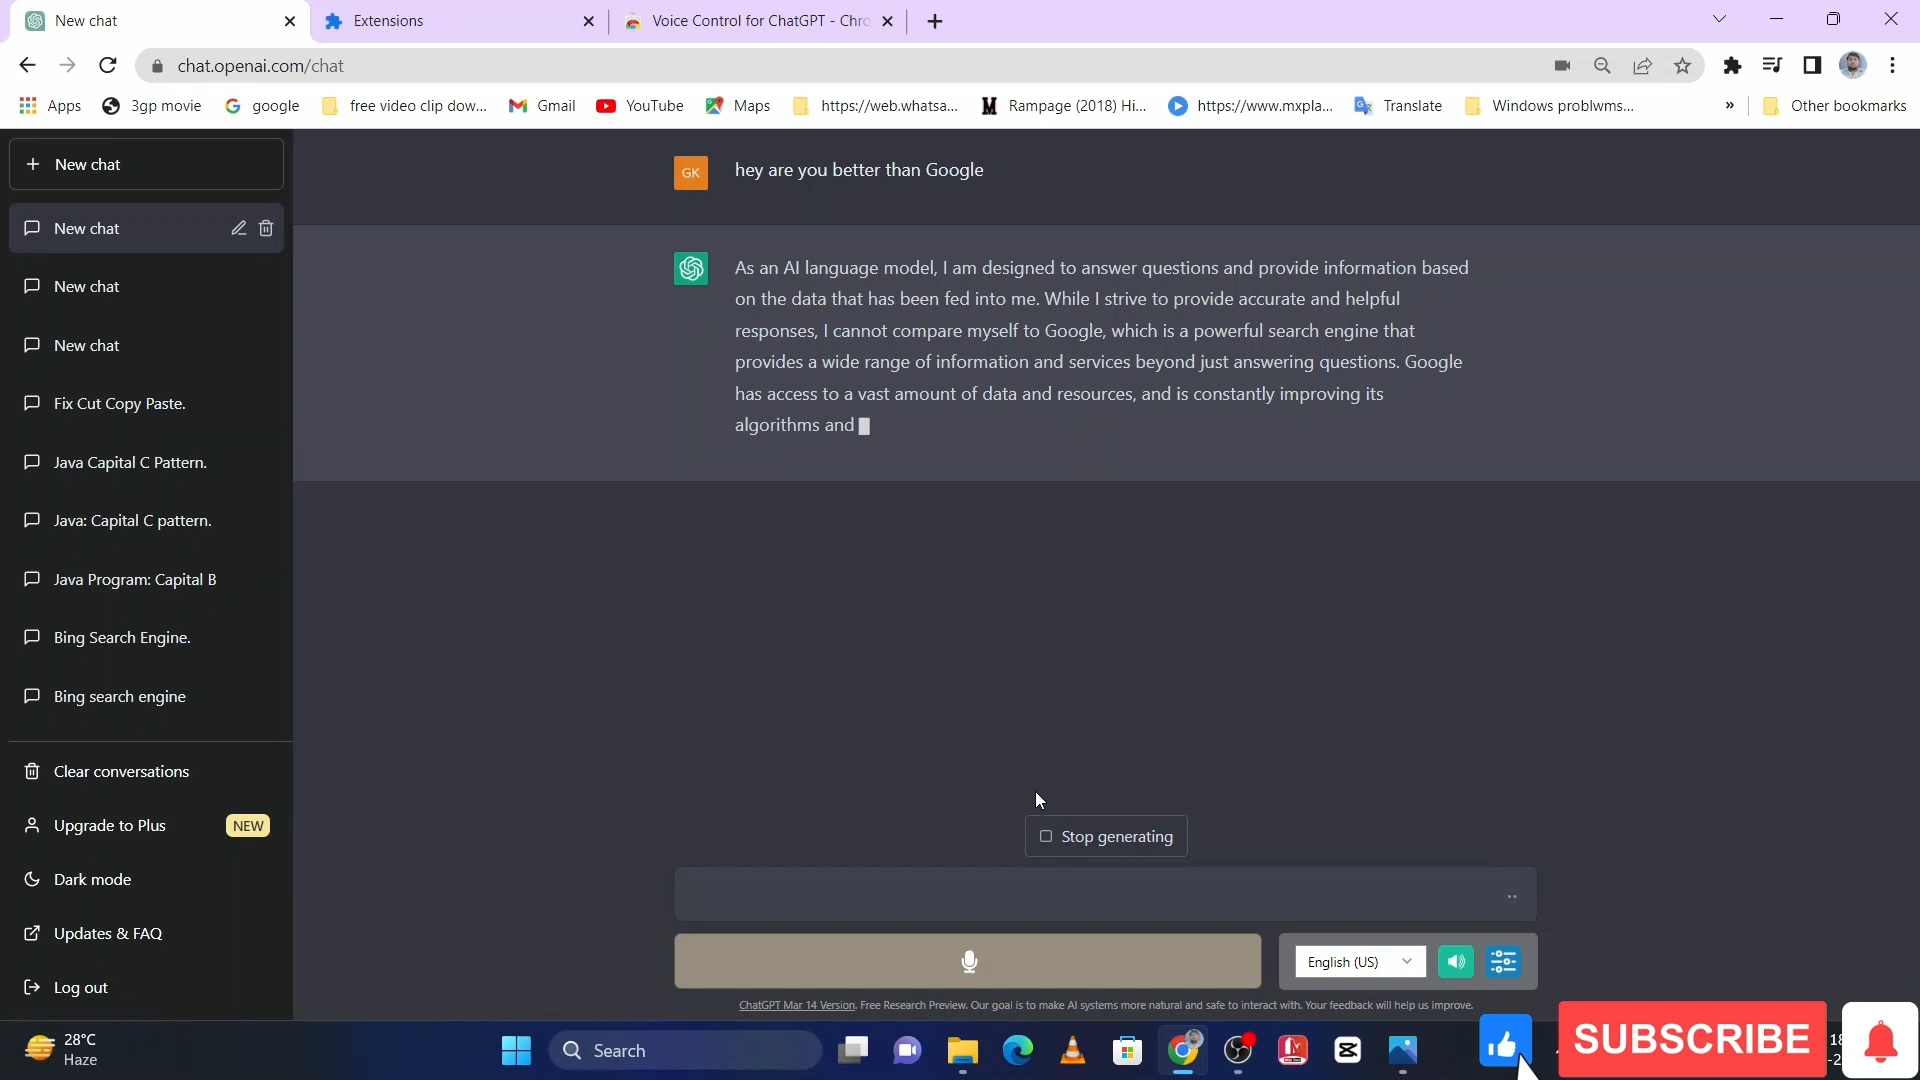 New chat
Extensions
Voice Control for ChatGPT - Chro
chat.openai.com/chat
Apps
3gp movie
google
free video clip dow...
Gmail
YouTube
Maps
https://web.whatsa...
Rampage (2018) Hi...
https://www.mxpla...
Translate
Windows problwms...
»
Other bookmarks
New chat
New chat
New chat
New chat
Fix Cut Copy Paste.
Java Capital C Pattern.
Java: Capital C pattern.
Java Program: Capital B
Bing Search Engine.
Bing search engine
Clear conversations
Upgrade to Plus
NEW
Dark mode
Updates & FAQ
Log out
GK
hey are you better than Google
As an AI language model, I am designed to answer questions and provide information based
on the data that has been fed into me. While I strive to provide accurate and helpful
responses, I cannot compare myself to Google, which is a powerful search engine that
provides a wide range of information and services beyond just answering questions. Google
has access to a vast amount of data and resources, and is constantly improving its
algorithms and
Stop generating
English (US)
ChatGPT Mar 14 Version. Free Research Preview. Our goal is to make AI systems more natural and safe to interact with. Your feedback will help us improve.
28°C
Haze
Search
SUBSCRIBE